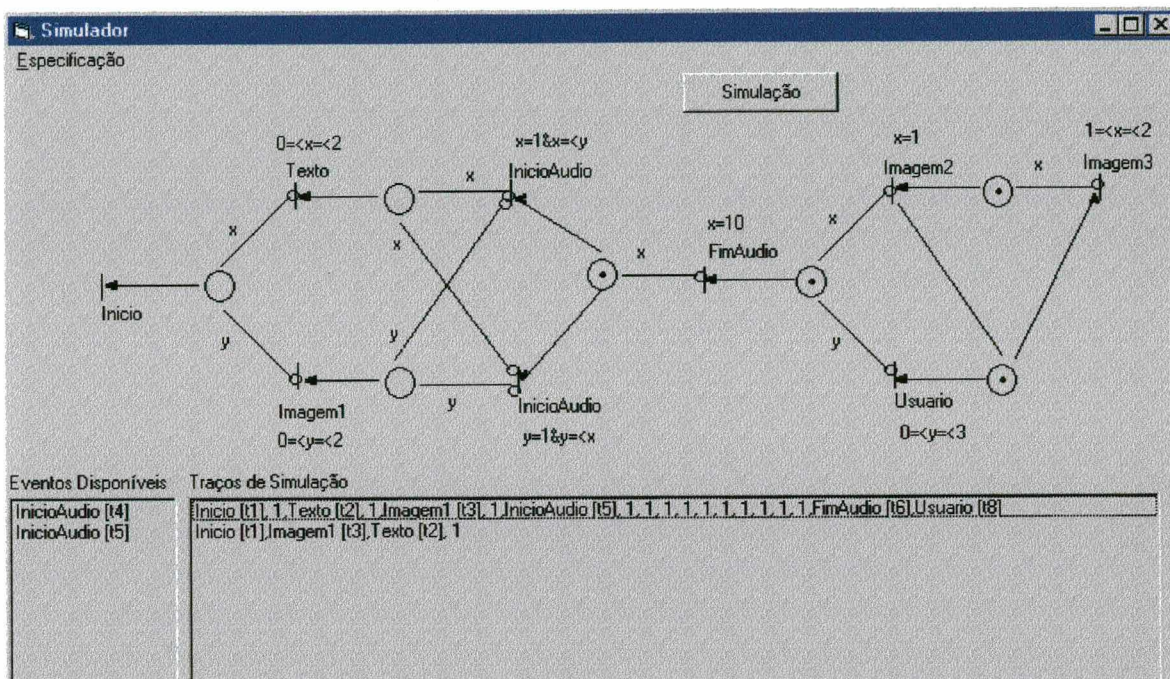 Simulador
Especificação
Simulação
0=<x=<2
Texto
x=1&x=<y
InicioAudio
x=1
Imagem2
1=<x=<2
Imagem3
x
x
x
x
x
x=10
FimAudio
x
Inicio
y
y
y
y
Imagem1
0=<y=<2
InicioAudio
y=1&y=<x
Usuario
0=<y=<3
Eventos Disponíveis
InicioAudio [t4]
InicioAudio [t5]
Traços de Simulação
Inicio [t1], 1,Texto [t2], 1,Imagem1 [t3], 1,InicioAudio [t5], 1, 1, 1, 1, 1, 1, 1, 1, 1, 1,FimAudio [t6],Usuario [t8]
Inicio [t1],Imagem1 [t3],Texto [t2], 1